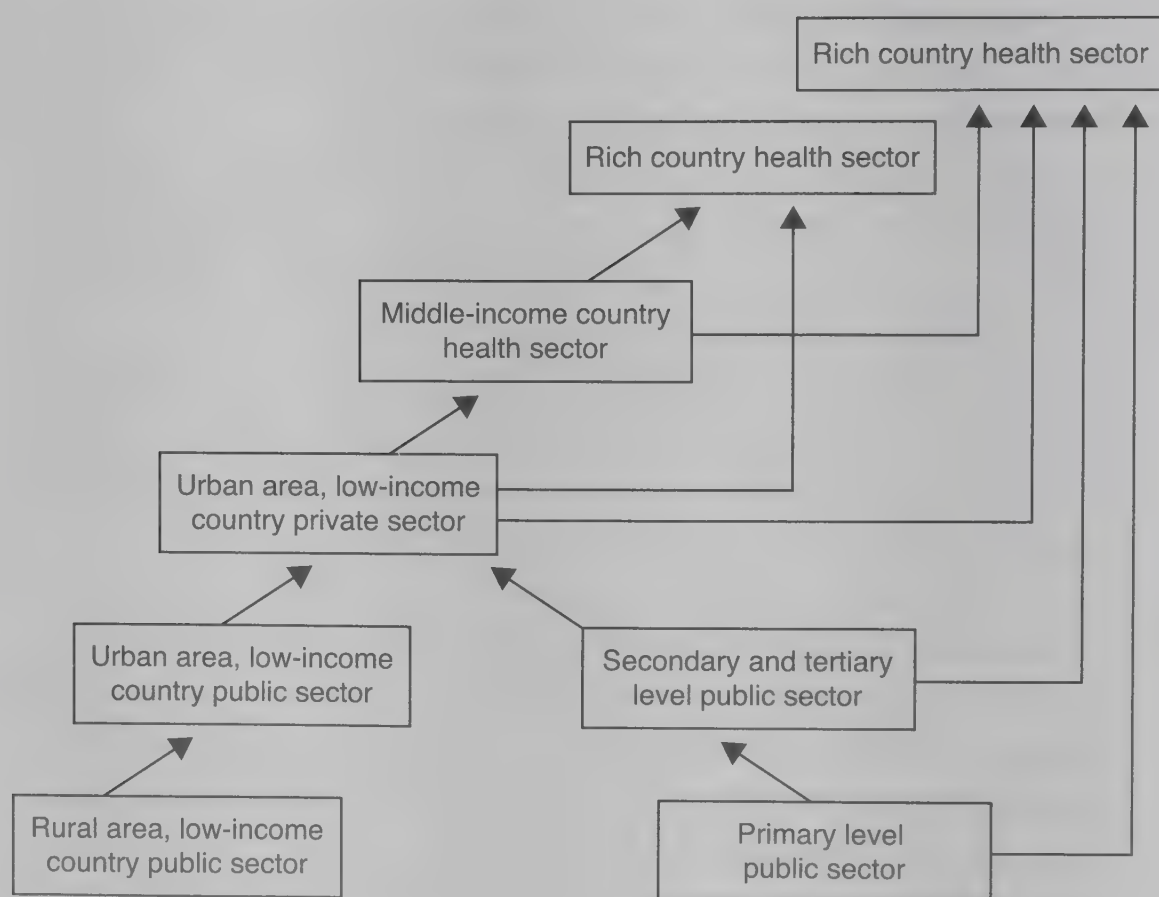 Rich country health sector
Rich country health sector
Middle-income country
health sector
Urban area, low-income
country private sector
Urban area, low-income
country public sector
Secondary and tertiary
level public sector
Rural area, low-income
country public sector
Primary level
public sector